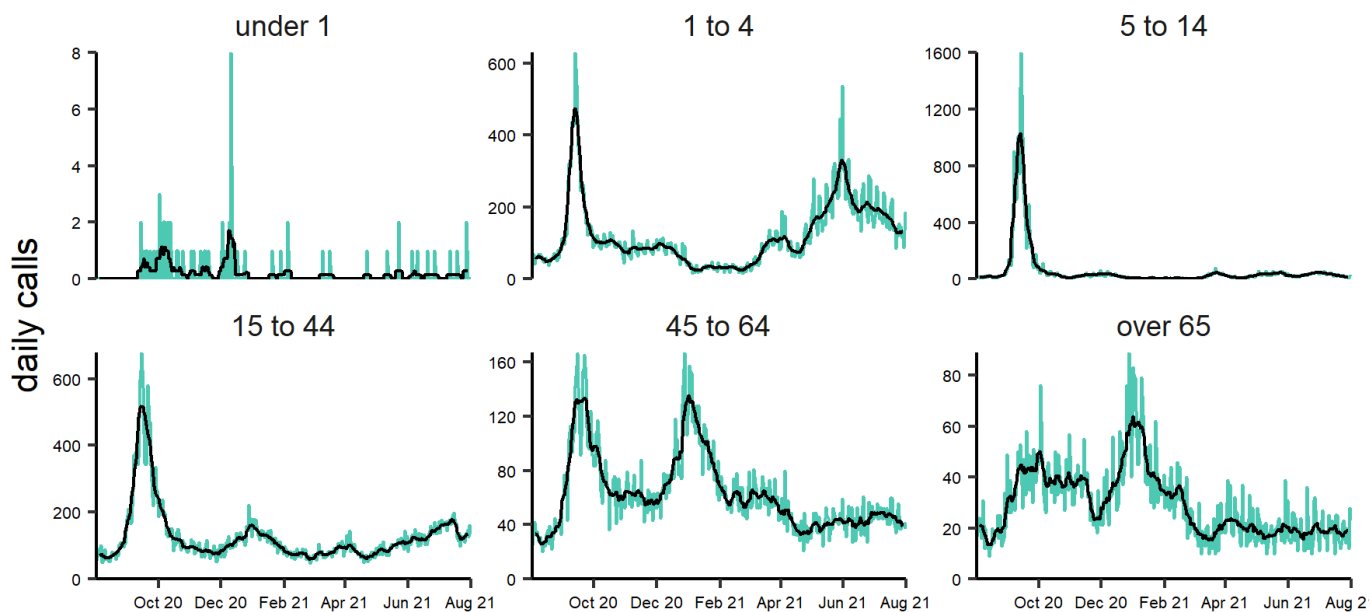 under 1
1 to 4
5 to 14
8
6
4
2
0
600
400
200
0
1600
1200
800
400
0
daily calls
15 to 44
45 to 64
over 65
600
400
200
0
160
120
80
40
0
80
60
40
20
0
Oct 20 Dec 20 Feb 21 Apr 21 Jun 21 Aug 21
Oct 20 Dec 20 Feb 21 Apr 21 Jun 21 Aug 21
Oct 20 Dec 20 Feb 21 Apr 21 Jun 21 Aug 21